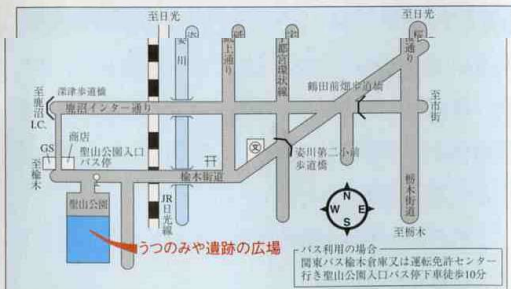 至日光
至日光
姿川
上通り
宮環状線
通り
至鹿沼I.C.
深津歩道橋
鹿沼インター通り
鶴田前畑歩道橋
至市街
GS
商店
聖山公園入口
バス停
至楡木
文
姿川第二小前
歩道橋
楡木街道
聖山公園
JR日光線
栃木街道
N
W
E
S
至栃木
うつのみや遺跡の広場
バス利用の場合
関東バス楡木倉庫又は運転免許センター
行き聖山公園入口バス停下車徒歩10分